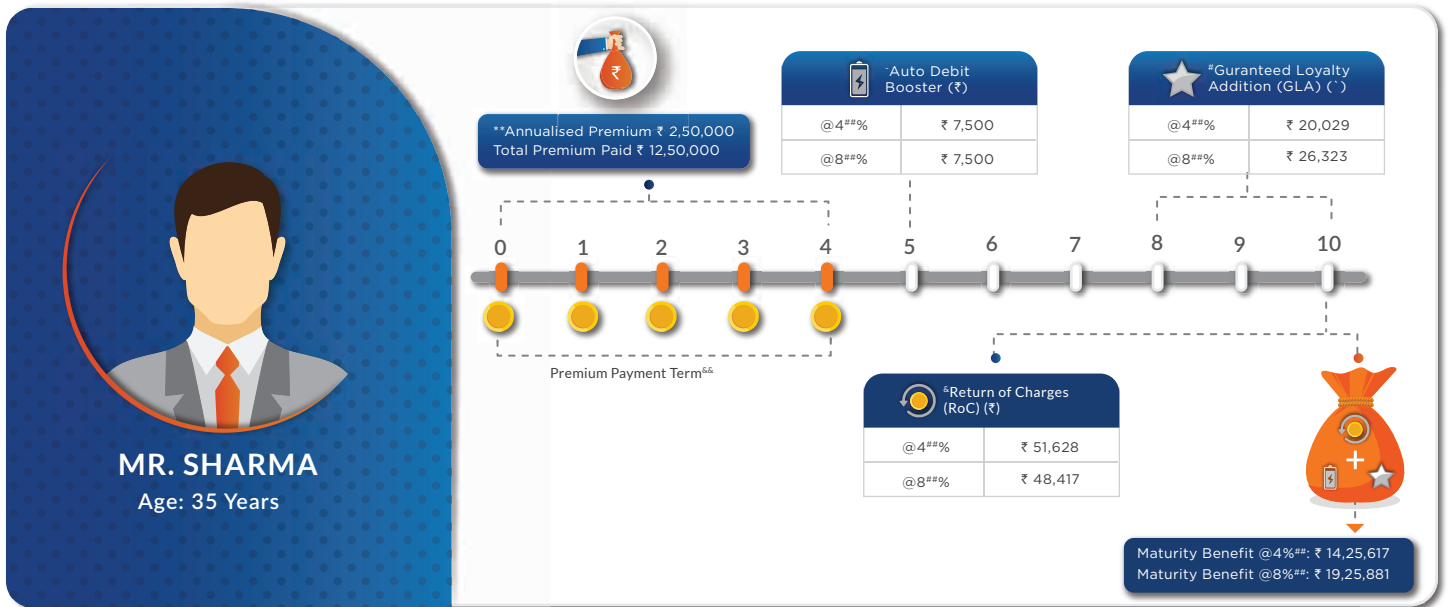 ₹
**Annualised Premium ₹ 2,50,000
Total Premium Paid ₹ 12,50,000
~Auto Debit
Booster (₹)
@4##% ₹ 7,500
@8##% ₹ 7,500
#Guranteed Loyalty
Addition (GLA) (`)
@4##% ₹ 20,029
@8##% ₹ 26,323
0 1 2 3 4 5 6 7 8 9 10
Premium Payment Term&&
&Return of Charges
(RoC) (₹)
@4##% ₹ 51,628
@8##% ₹ 48,417
+
MR. SHARMA
Age: 35 Years
Maturity Benefit @4%##: ₹ 14,25,617
Maturity Benefit @8%##: ₹ 19,25,881